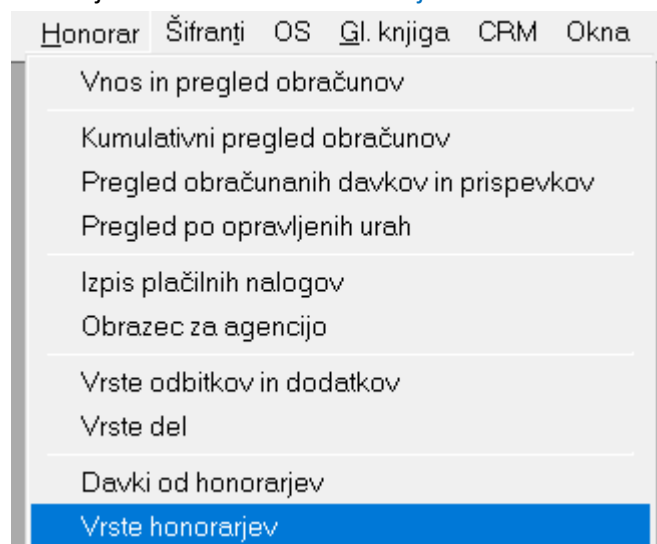 Honorar Šifranti OS Gl. knjiga CRM Okna
Vnos in pregled obračunov
Kumulativni pregled obračunov
Pregled obračunanih davkov in prispevkov
Pregled po opravljenih urah
Izpis plačilnih nalogov
Obrazec za agencijo
Vrste odbitkov in dodatkov
Vrste del
Davki od honorarjev
Vrste honorarjev